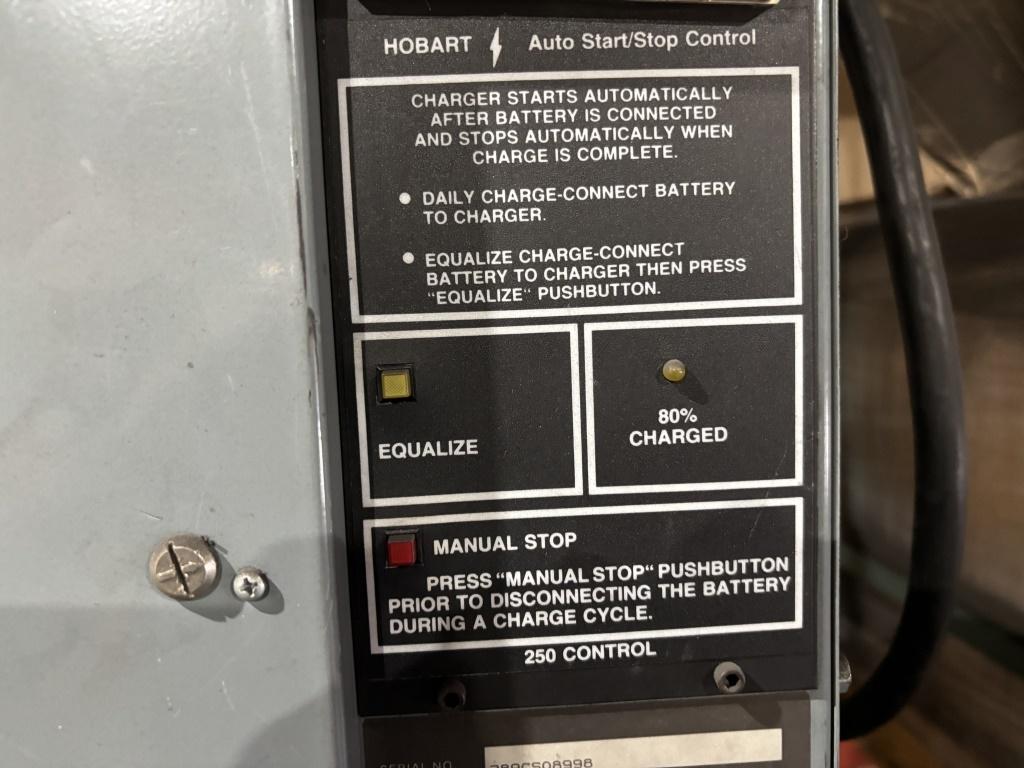 HOBART Auto Start/Stop Control
CHARGER STARTS AUTOMATICALLY
AFTER BATTERY IS CONNECTED
AND STOPS AUTOMATICALLY WHEN
CHARGE IS COMPLETE.
● DAILY CHARGE-CONNECT BATTERY
TO CHARGER.
● EQUALIZE CHARGE-CONNECT
BATTERY TO CHARGER THEN PRESS
"EQUALIZE" PUSHBUTTON.
EQUALIZE
80%
CHARGED
MANUAL STOP
PRESS "MANUAL STOP" PUSHBUTTON
PRIOR TO DISCONNECTING THE BATTERY
DURING A CHARGE CYCLE.
250 CONTROL
SERIAL NO.